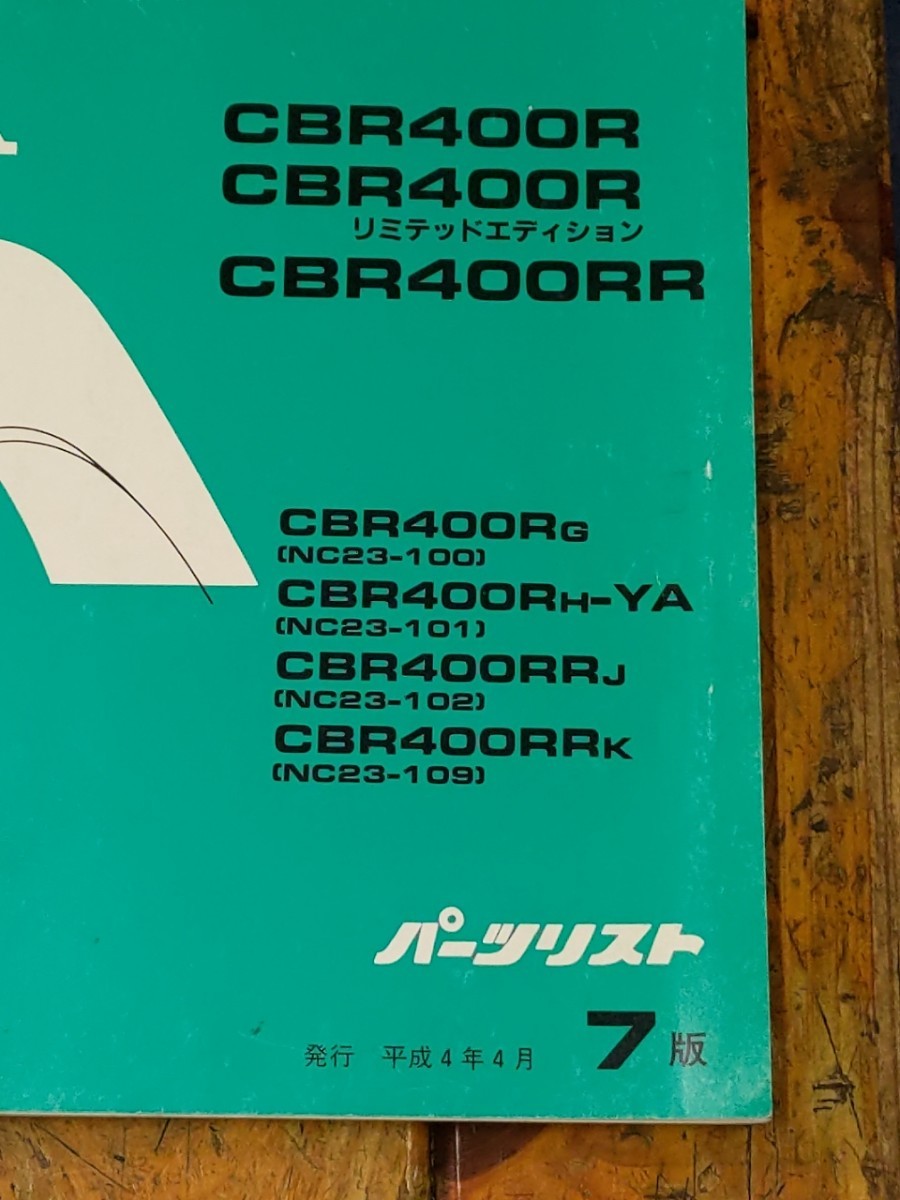 CBR400R
CBR400R
リミテッドエディション
CBR400RR
CBR400RG
(NC23-100)
CBR400RH-YA
(NC23-101)
CBR400RRJ
(NC23-102)
CBR400RRK
(NC23-109)
パーツリスト
発行 平成4年4月 7版